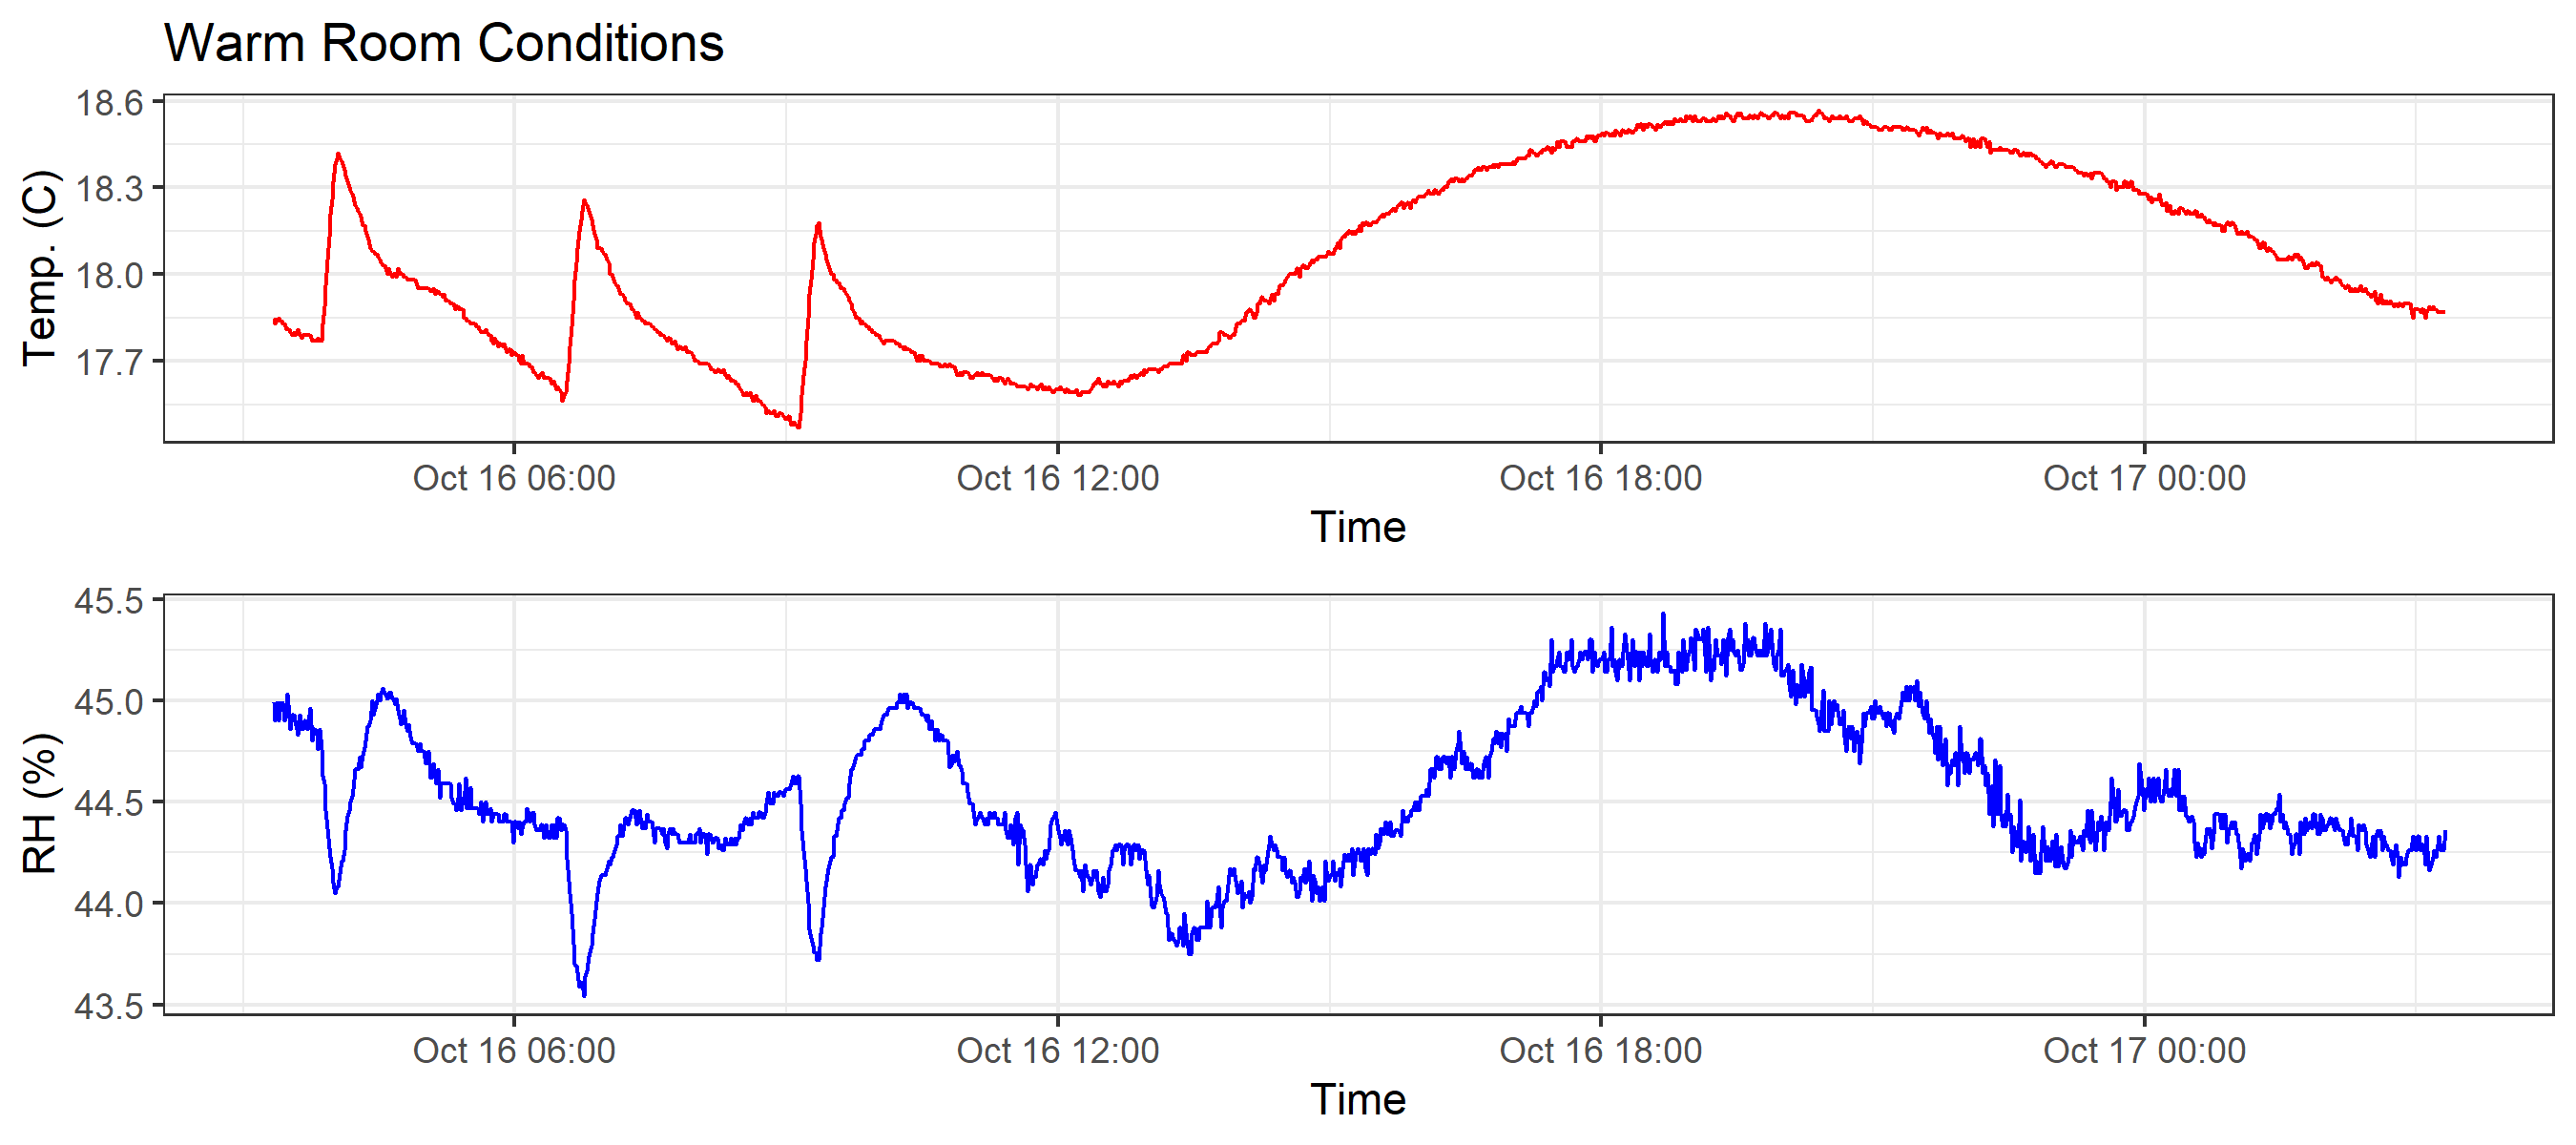 Warm Room Conditions
18.6
18.3
18.0
17.7
Temp. (C)
Oct 16 06:00 Oct 16 12:00 Oct 16 18:00 Oct 17 00:00
Time
45.5
45.0
44.5
44.0
43.5
RH (%)
Oct 16 06:00 Oct 16 12:00 Oct 16 18:00 Oct 17 00:00
Time